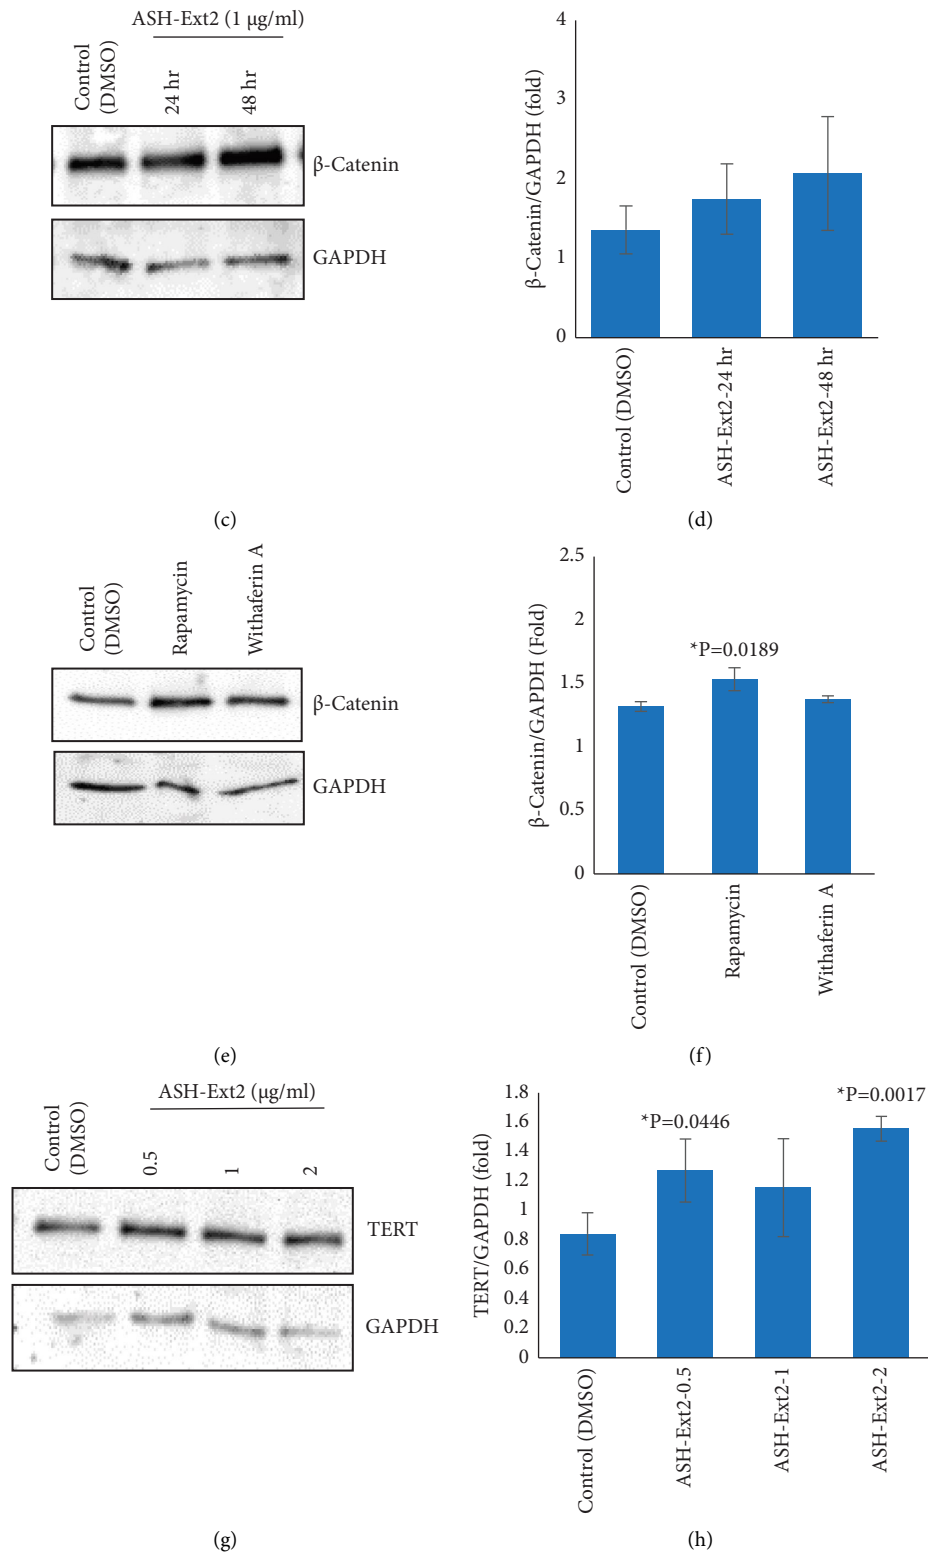 ASH-Ext2 (1 μg/ml)
Control
(DMSO)
24 hr
48 hr
β-Catenin
GAPDH
(c)
β-Catenin/GAPDH (fold)
4
3
2
1
0
Control (DMSO)
ASH-Ext2-24 hr
ASH-Ext2-48 hr
(d)
Control
(DMSO)
Rapamycin
Withaferin A
β-Catenin
GAPDH
(e)
β-Catenin/GAPDH (Fold)
2.5
2
1.5
1
0.5
0
*P=0.0189
Control (DMSO)
Rapamycin
Withaferin A
(f)
ASH-Ext2 (μg/ml)
Control
(DMSO)
0.5
1
2
TERT
GAPDH
(g)
TERT/GAPDH (fold)
1.8
1.6
1.4
1.2
1
0.8
0.6
0.4
0.2
0
*P=0.0446
*P=0.0017
Control (DMSO)
ASH-Ext2-0.5
ASH-Ext2-1
ASH-Ext2-2
(h)